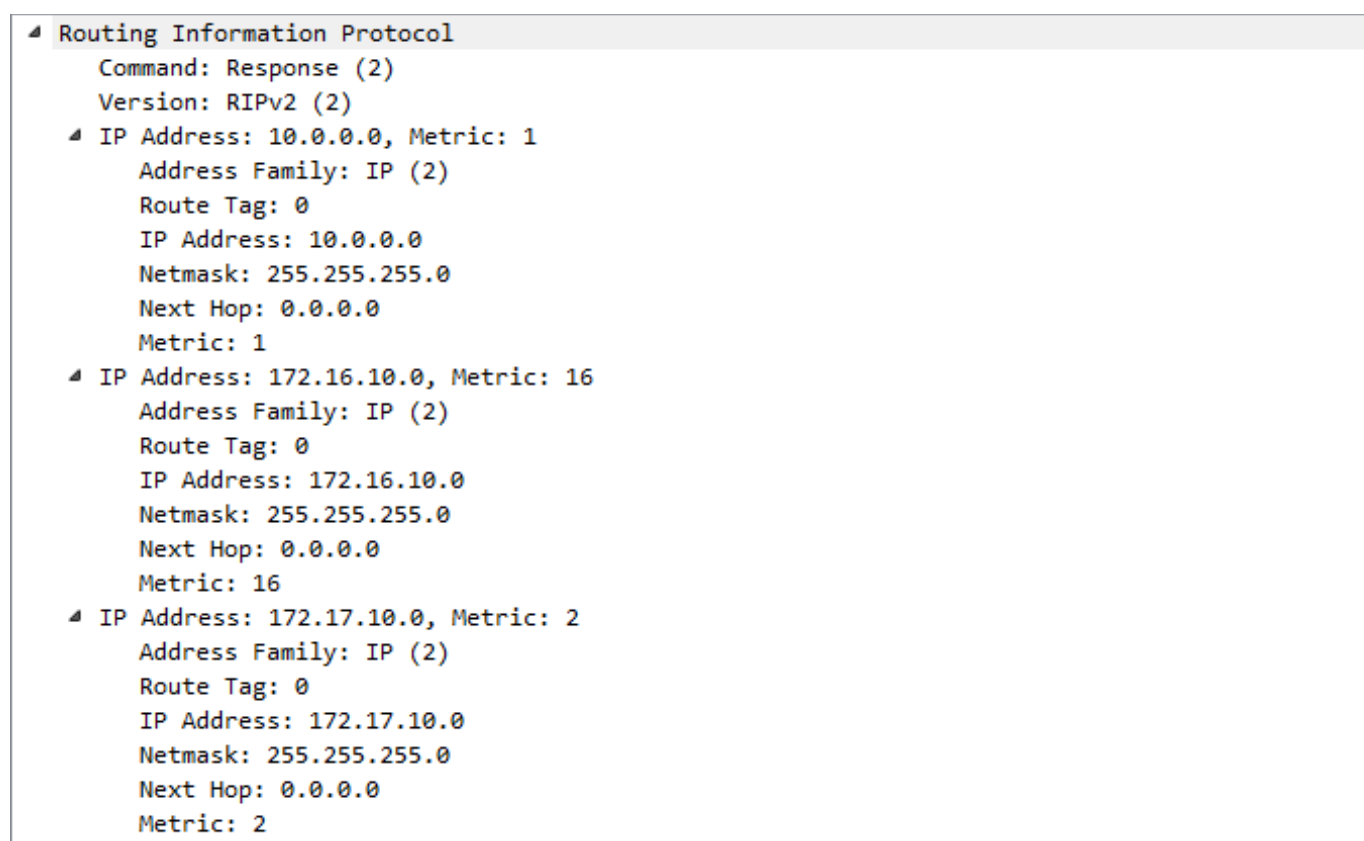 Routing Information Protocol
Command: Response (2)
Version: RIPv2 (2)
IP Address: 10.0.0.0, Metric: 1
Address Family: IP (2)
Route Tag: 0
IP Address: 10.0.0.0
Netmask: 255.255.255.0
Next Hop: 0.0.0.0
Metric: 1
IP Address: 172.16.10.0, Metric: 16
Address Family: IP (2)
Route Tag: 0
IP Address: 172.16.10.0
Netmask: 255.255.255.0
Next Hop: 0.0.0.0
Metric: 16
IP Address: 172.17.10.0, Metric: 2
Address Family: IP (2)
Route Tag: 0
IP Address: 172.17.10.0
Netmask: 255.255.255.0
Next Hop: 0.0.0.0
Metric: 2